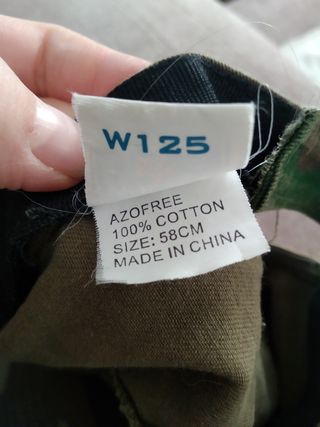 W125
AZOFREE
100% COTTON
SIZE: 58CM
MADE IN CHINA